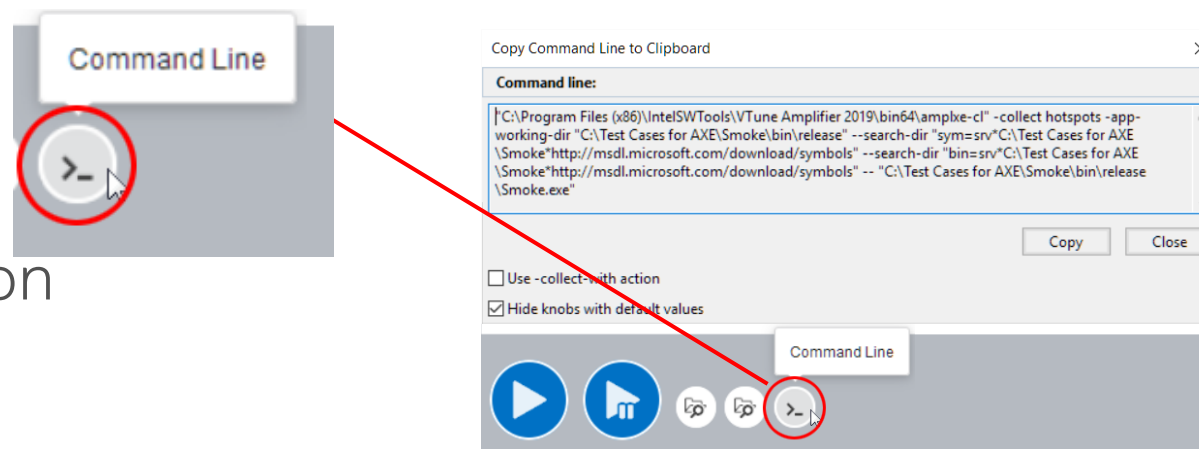 Command Line
on
Copy Command Line to Clipboard
Command line:
"C:\Program Files (x86)\IntelSWTools\VTune Amplifier 2019\bin64\amplxe-cl" -collect hotspots -app-
working-dir "C:\Test Cases for AXE\Smoke\bin\release" --search-dir "sym=srv*C:\Test Cases for AXE
\Smoke*http://msdl.microsoft.com/download/symbols" --search-dir "bin=srv*C:\Test Cases for AXE
\Smoke*http://msdl.microsoft.com/download/symbols" -- "C:\Test Cases for AXE\Smoke\bin\release
\Smoke.exe"
Copy Close
Use -collect-with action
Hide knobs with default values
Command Line